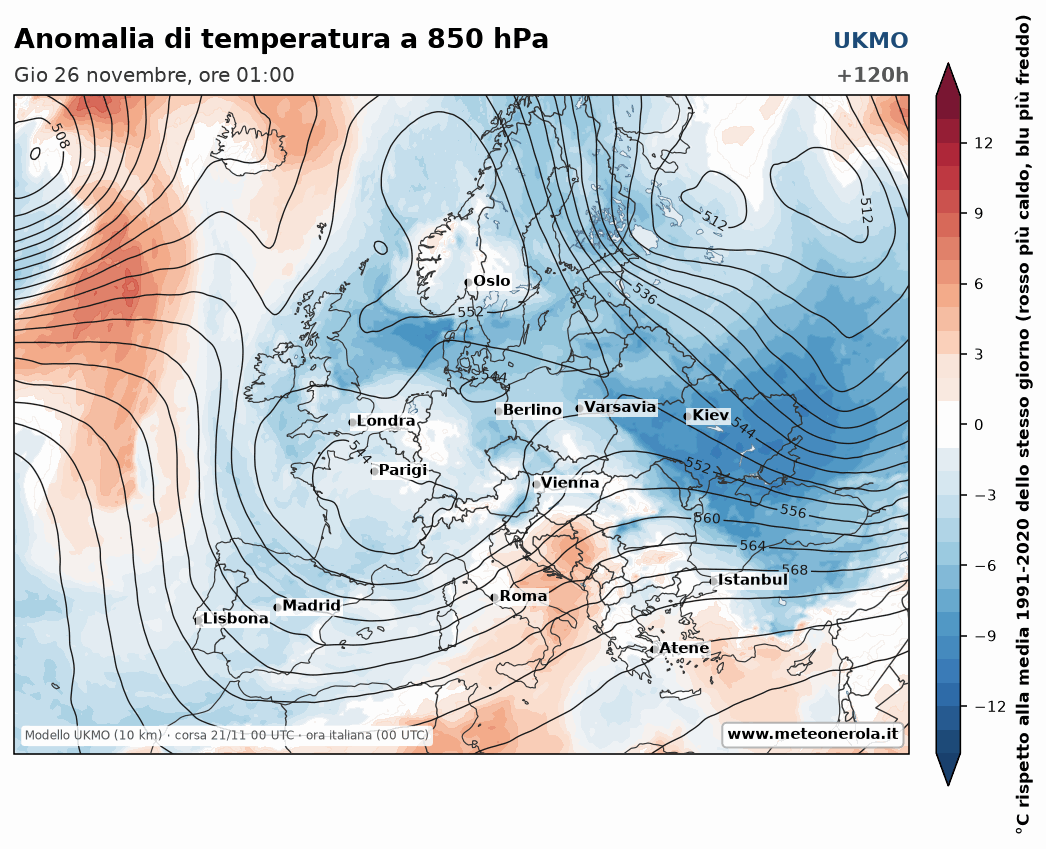 Anomalia di temperatura a 850 hPa
UKMO
Gio 26 novembre, ore 01:00
+120h
508
512
512
536
Oslo
552
544
Berlino
Varsavia
Kiev
Londra
544
544
Parigi
552
Vienna
556
560
564
568
Istanbul
Roma
Madrid
Lisbona
Atene
Modello UKMO (10 km) · corsa 21/11 00 UTC · ora italiana (00 UTC)
www.meteonerola.it
12
9
6
3
0
−3
−6
−9
−12
°C rispetto alla media 1991-2020 dello stesso giorno (rosso più caldo, blu più freddo)